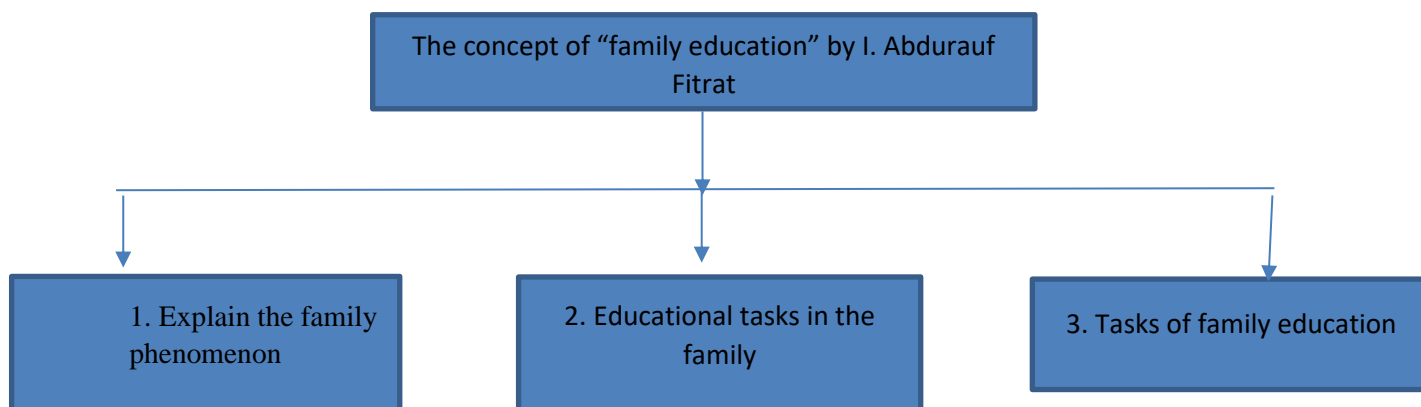 The concept of “family education” by I. Abdurauf
Fitrat
1. Explain the family
phenomenon
2. Educational tasks in the
family
3. Tasks of family education